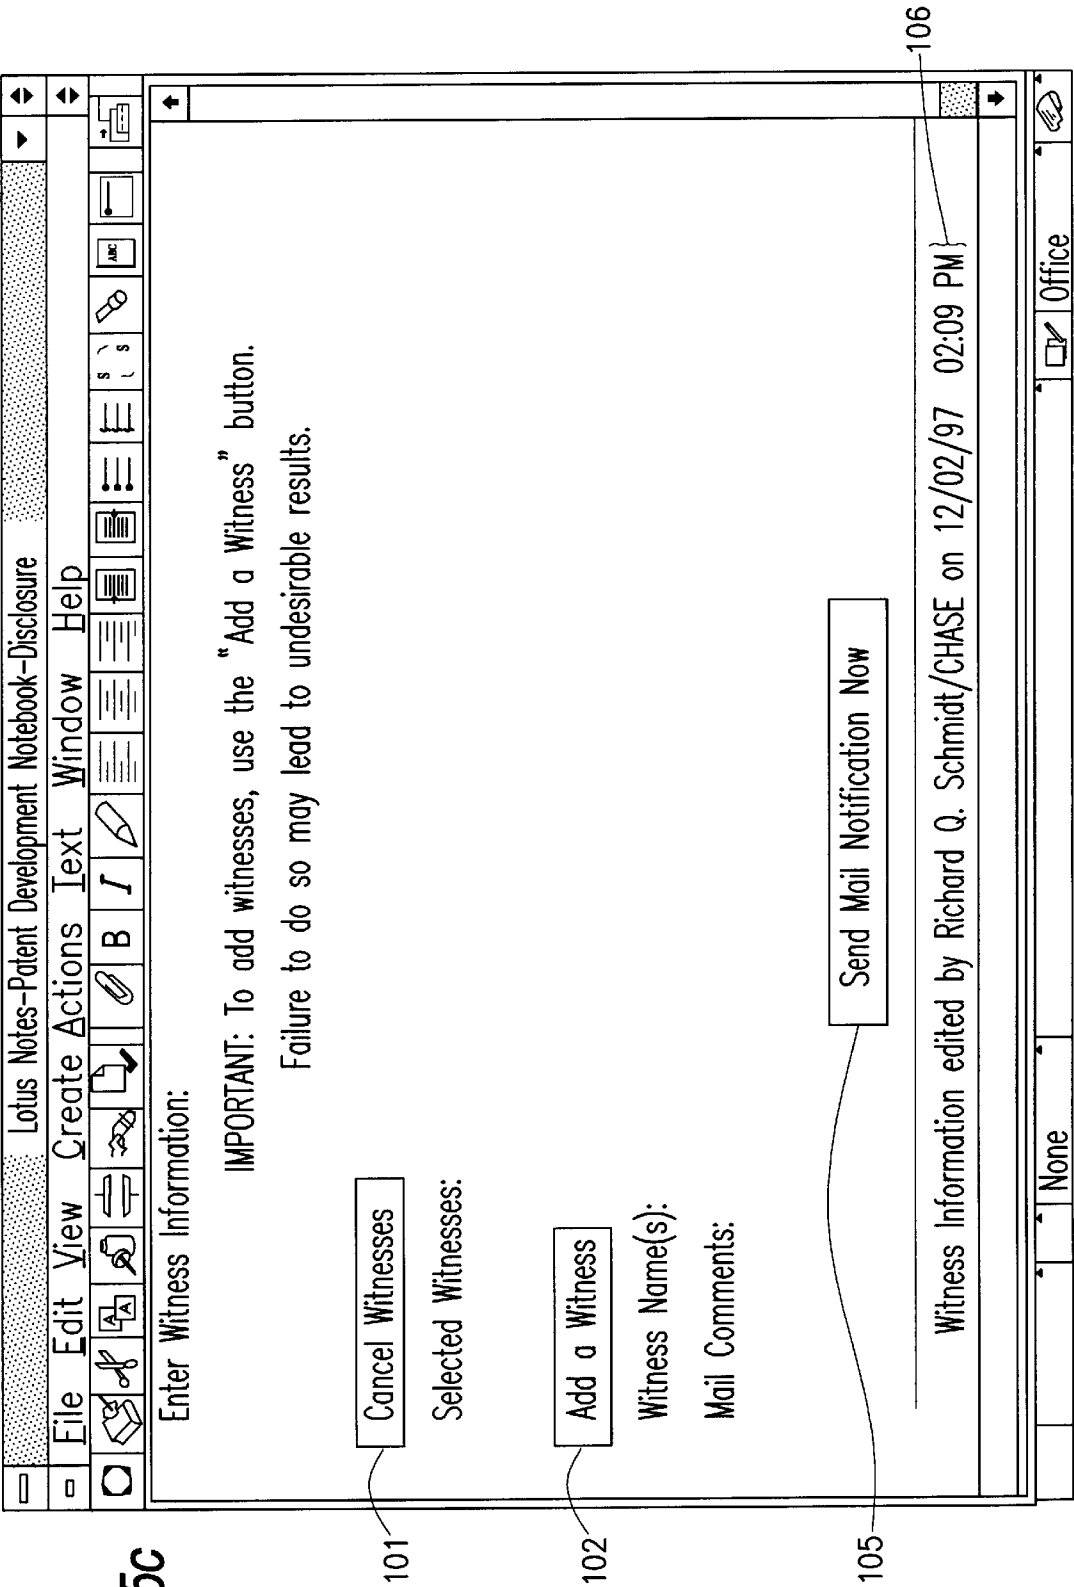 Lotus Notes-Patent Development Notebook-Disclosure
File Edit View Create Actions Text Window Help
B I ABC
A A
S S
Enter Witness Information:
IMPORTANT: To add witnesses, use the "Add a Witness" button.
Failure to do so may lead to undesirable results.
Cancel Witnesses
Selected Witnesses:
Add a Witness
Witness Name(s):
Mail Comments:
Send Mail Notification Now
Witness Information edited by Richard Q. Schmidt/CHASE on 12/02/97 02:09 PM
None Office
101
102
105
106
5c